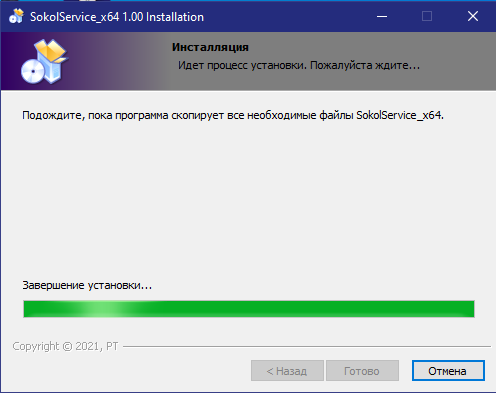 SokolService_x64 1.00 Installation
Инсталляция
Идет процесс установки. Пожалуйста ждите...
Подождите, пока программа скопирует все необходимые файлы SokolService_x64.
Завершение установки...
Copyright © 2021, PT
< Назад Готово Отмена